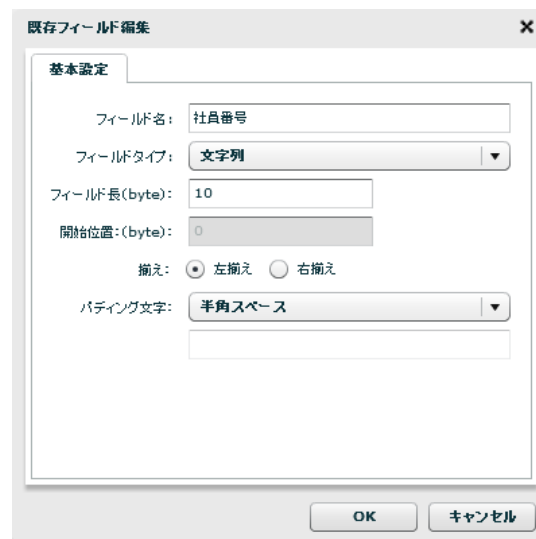 既存フィールド編集
基本設定
フィールド名: 社員番号
フィールドタイプ: 文字列
フィールド長(byte): 10
開始位置:(byte): 0
揃え: 左揃え 右揃え
パディング文字: 半角スペース
OK キャンセル